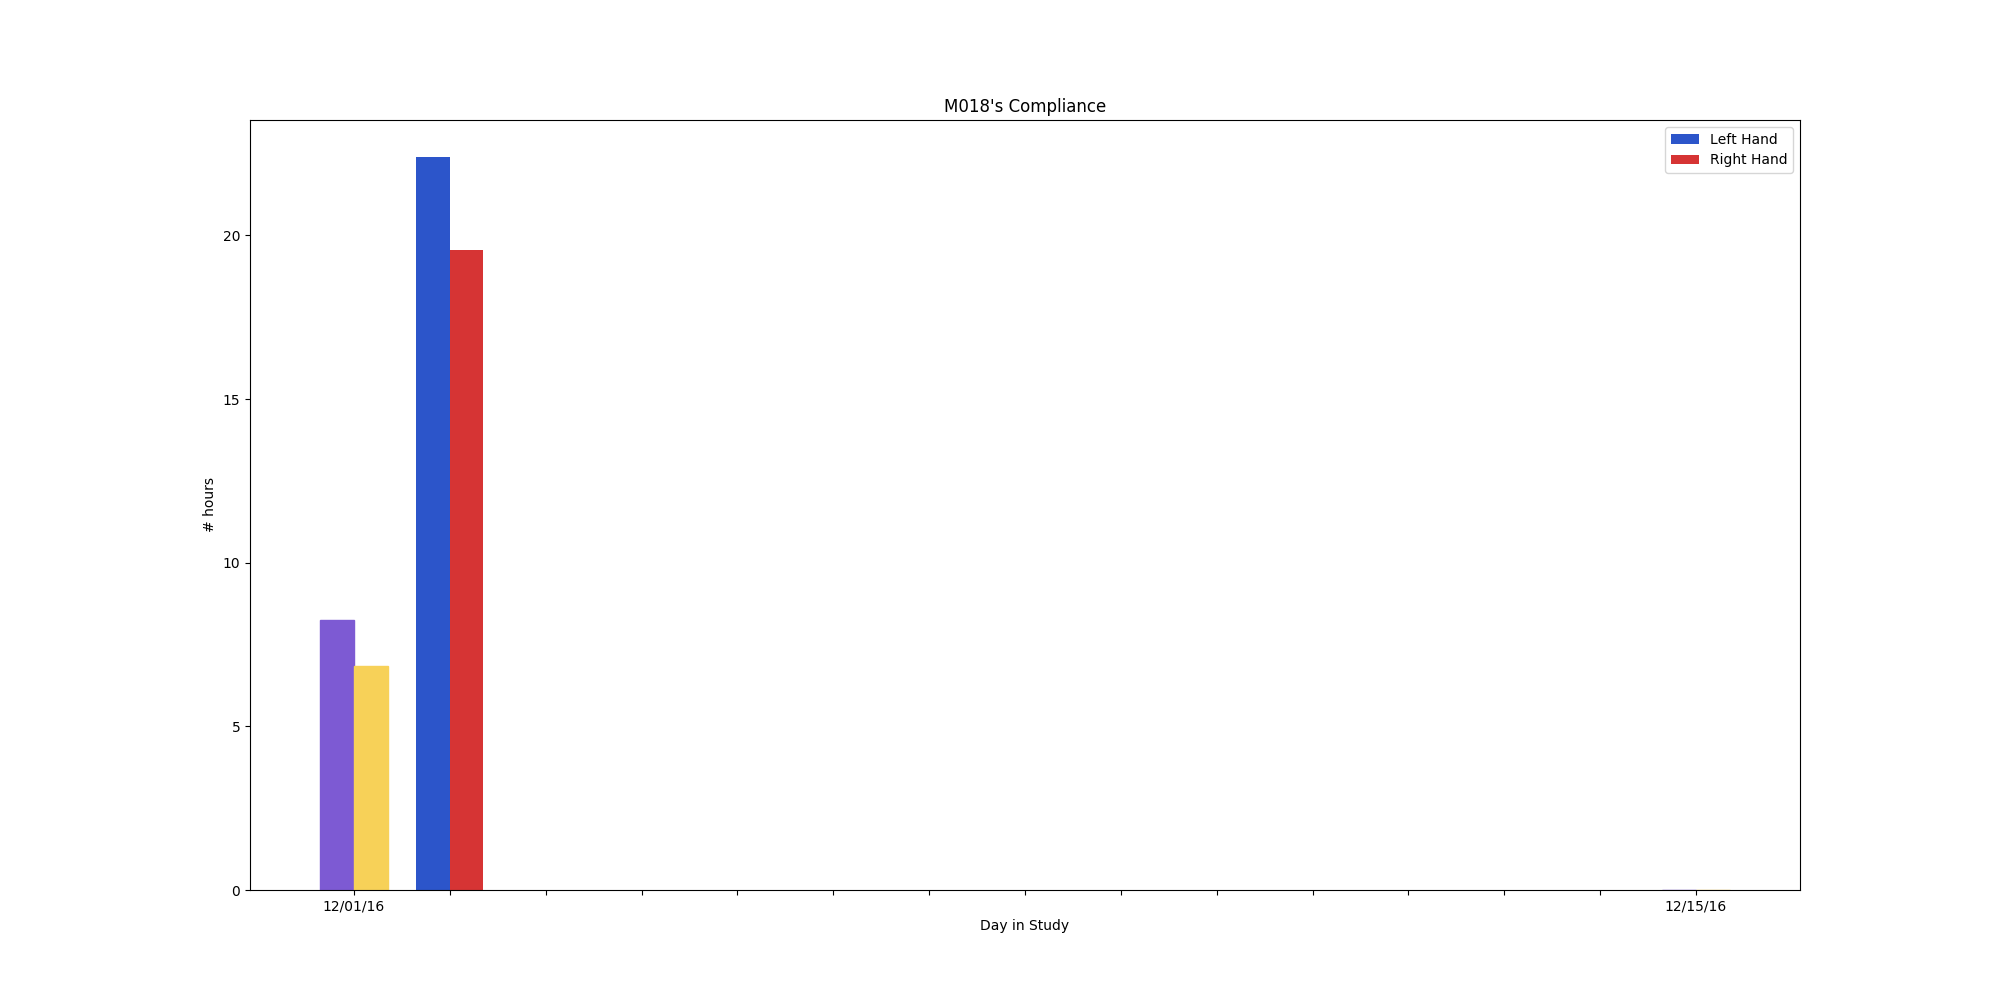 M018's Compliance
Left Hand
Right Hand
20
15
10
5
0
# hours
12/01/16
12/15/16
Day in Study